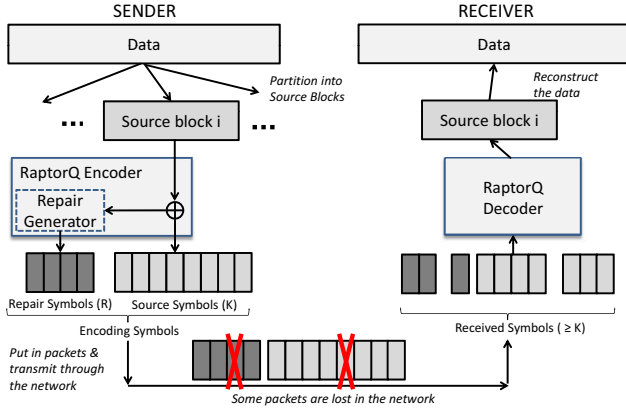 SENDER
RECEIVER
Data
Data
Partition into
Source Blocks
Reconstruct
the data
...
Source block i
...
Source block i
RaptorQ Encoder
Repair
Generator
RaptorQ
Decoder
Repair Symbols (R)
Source Symbols (K)
Encoding Symbols
Received Symbols (≥ K)
Put in packets &
transmit through
the network
Some packets are lost in the network